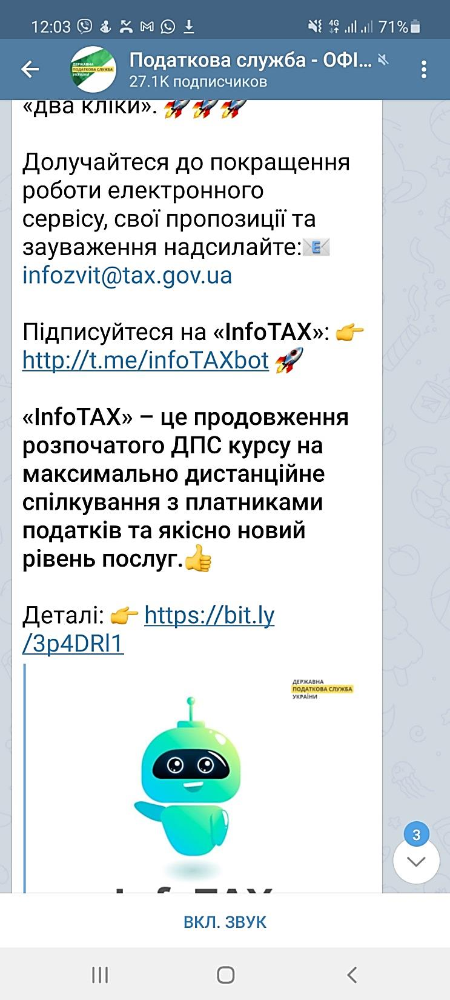 12:03
4G
71%
ДЕРЖАВНА
ПОДАТКОВА СЛУЖБА
УКРАЇНИ
Податкова служба - ОФІ...
27.1K подписчиков
«два кліки». 🚀🚀🚀
Долучайтеся до покращення
роботи електронного
сервісу, свої пропозиції та
зауваження надсилайте:📧
infozvit@tax.gov.ua
Підписуйтеся на «InfoTAX»: 👉
http://t.me/infoTAXbot 🚀
«InfoTAX» – це продовження
розпочатого ДПС курсу на
максимально дистанційне
спілкування з платниками
податків та якісно новий
рівень послуг.👍
Деталі: 👉 https://bit.ly
/3p4DRl1
ДЕРЖАВНА
ПОДАТКОВА СЛУЖБА
УКРАЇНИ
3
InfoTAX
ВКЛ. ЗВУК